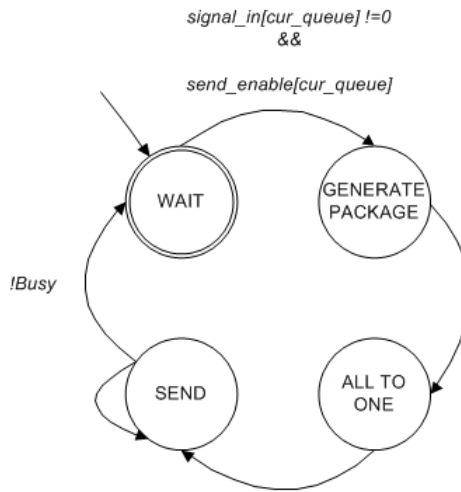 signal_in[cur_queue] !=0
&&
send_enable[cur_queue]
WAIT
GENERATE
PACKAGE
!Busy
SEND
ALL TO
ONE